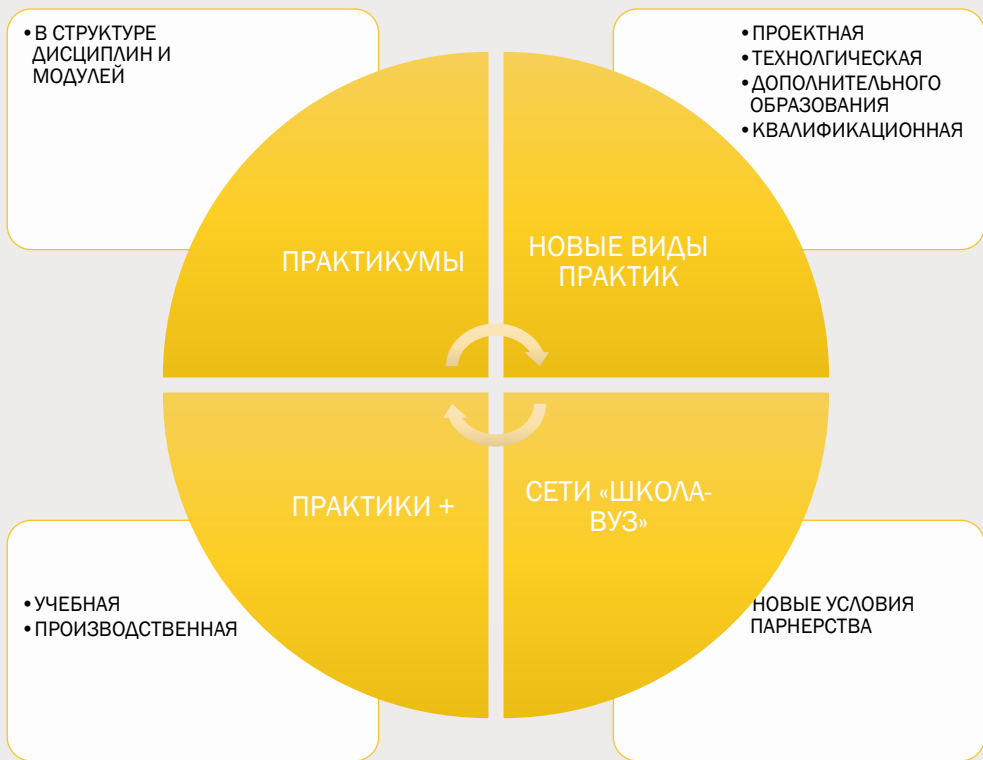 • В СТРУКТУРЕ
ДИСЦИПЛИН И
МОДУЛЕЙ
• ПРОЕКТНАЯ
• ТЕХНОЛГИЧЕСКАЯ
• ДОПОЛНИТЕЛЬНОГО
ОБРАЗОВАНИЯ
• КВАЛИФИКАЦИОННАЯ
ПРАКТИКУМЫ
НОВЫЕ ВИДЫ
ПРАКТИК
ПРАКТИКИ +
СЕТИ «ШКОЛА-
ВУЗ»
• УЧЕБНАЯ
• ПРОИЗВОДСТВЕННАЯ
НОВЫЕ УСЛОВИЯ
ПАРНЕРСТВА